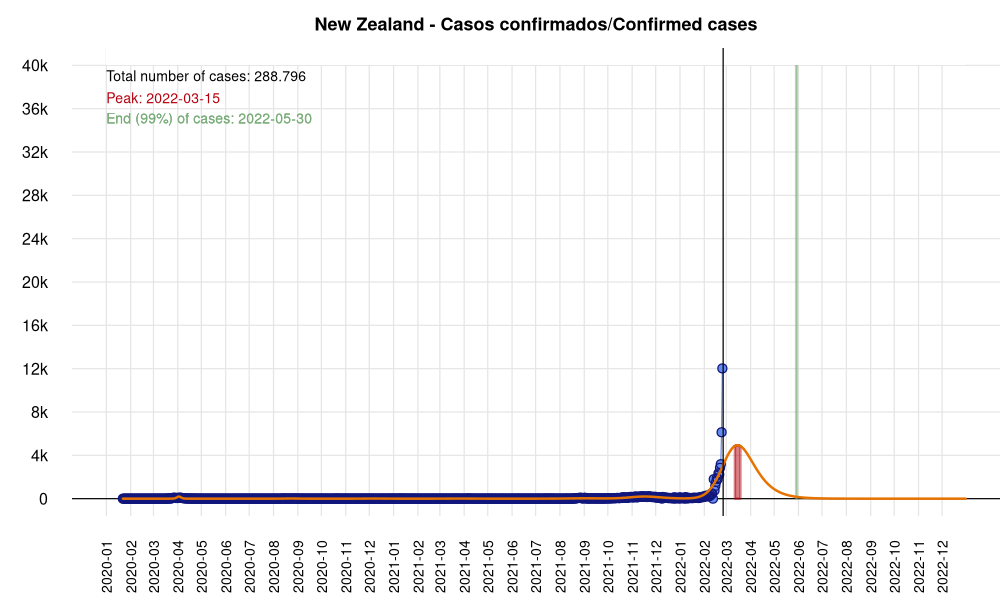 New Zealand - Casos confirmados/Confirmed cases
Total number of cases: 288.796
Peak: 2022-03-15
End (99%) of cases: 2022-05-30
40k
36k
32k
28k
24k
20k
16k
12k
8k
4k
0
2020-01
2020-02
2020-03
2020-04
2020-05
2020-06
2020-07
2020-08
2020-09
2020-10
2020-11
2020-12
2021-01
2021-02
2021-03
2021-04
2021-05
2021-06
2021-07
2021-08
2021-09
2021-10
2021-11
2021-12
2022-01
2022-02
2022-03
2022-04
2022-05
2022-06
2022-07
2022-08
2022-09
2022-10
2022-11
2022-12